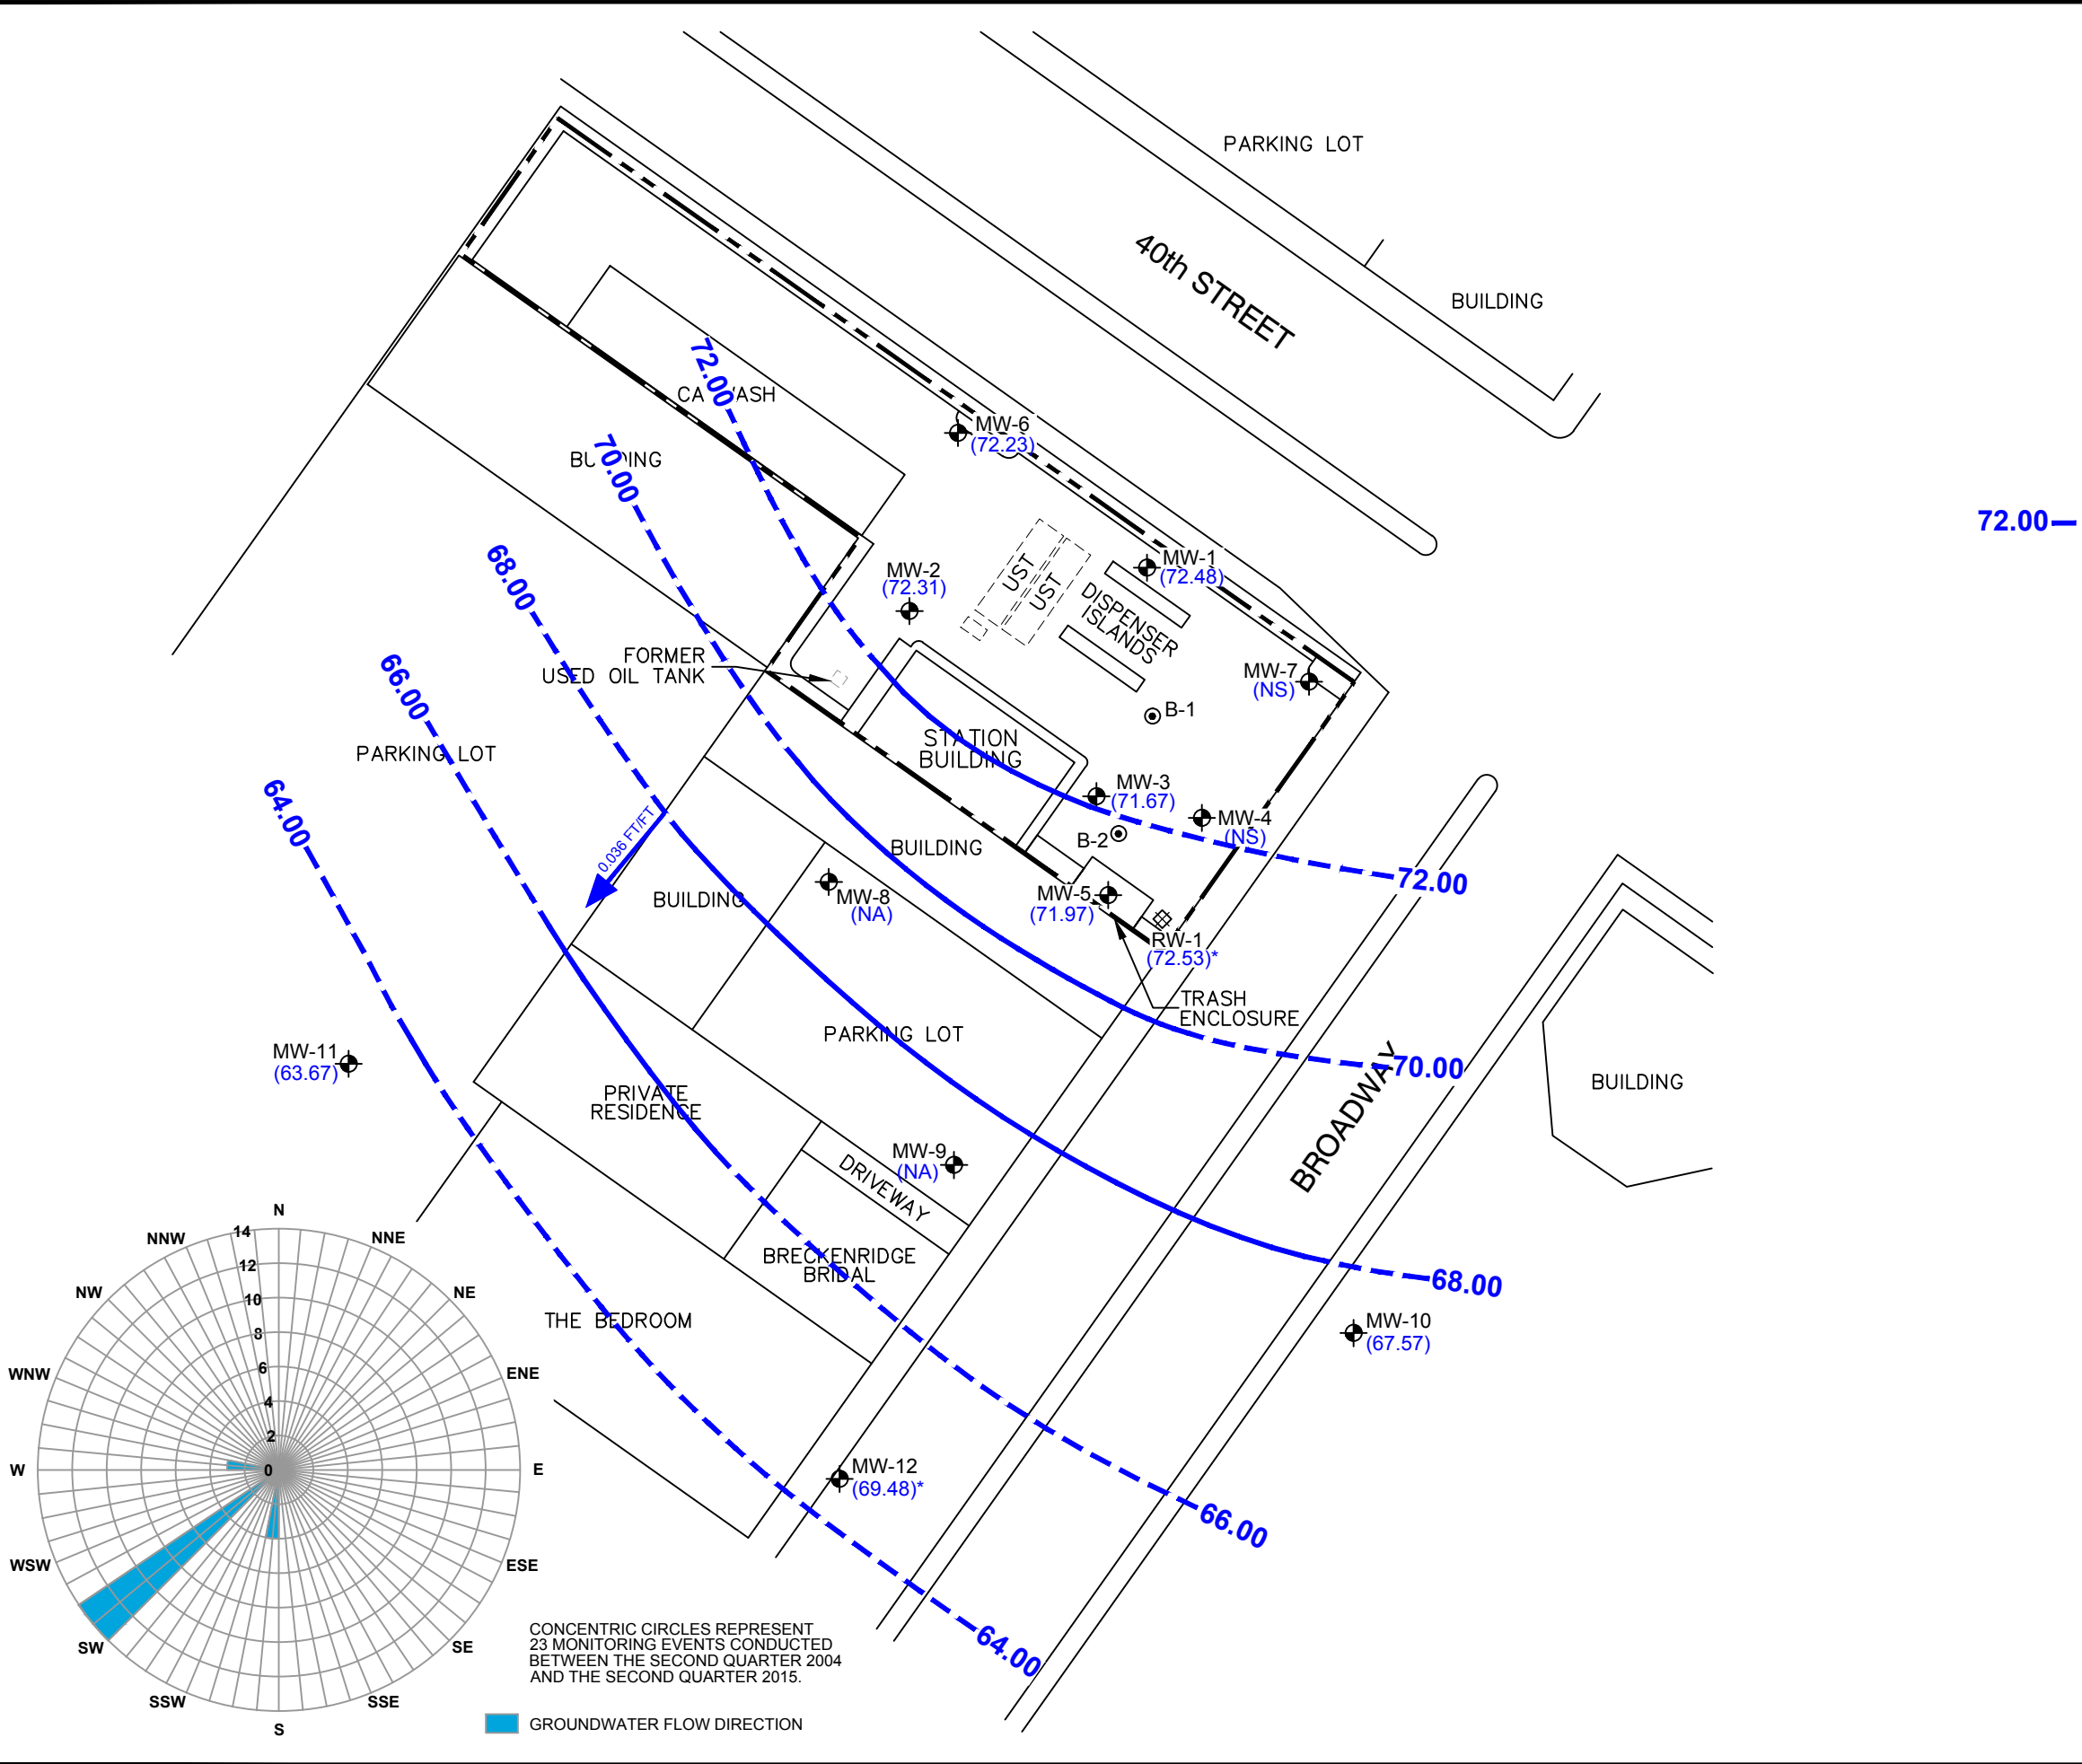 PARKING LOT
40th STREET
BUILDING
72.00
CAR WASH
MW-6
(72.23)
70.00
BUILDING
72.00
68.00
MW-2
(72.31)
UST
UST
MW-1
(72.48)
DISPENSER
ISLANDS
FORMER
USED OIL TANK
MW-7
(NS)
66.00
B-1
PARKING LOT
STATION
BUILDING
64.00
MW-3
(71.67)
MW-4
(NS)
B-2
0.036 FT/FT
BUILDING
72.00
BUILDING
MW-8
(NA)
MW-5
(71.97)
RW-1
(72.53)*
TRASH
ENCLOSURE
PARKING LOT
MW-11
(63.67)
70.00
BROADWAY
BUILDING
PRIVATE
RESIDENCE
MW-9
(NA)
DRIVEWAY
BRECKENRIDGE
BRIDAL
68.00
THE BEDROOM
MW-10
(67.57)
MW-12
(69.48)*
66.00
64.00
N
NNW
NNE
NW
NE
WNW
ENE
W
E
WSW
ESE
SW
SE
SSW
SSE
S
14
12
10
8
6
4
2
0
CONCENTRIC CIRCLES REPRESENT
23 MONITORING EVENTS CONDUCTED
BETWEEN THE SECOND QUARTER 2004
AND THE SECOND QUARTER 2015.
GROUNDWATER FLOW DIRECTION